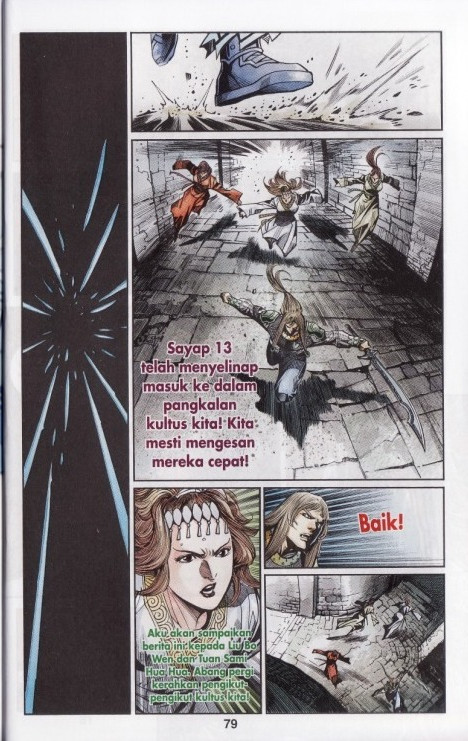 Sayap 13
telah menyelinap
masuk ke dalam
pangkalan
kultus kita! Kita
mesti mengesan
mereka cepat!
Baik!
Aku akan sampaikan
berita ini kepada Liu Bo
Wen dan Tuan Sami
Hua Hua. Abang pergi
kerahkan pengikut-
pengikut kultus kita!
79